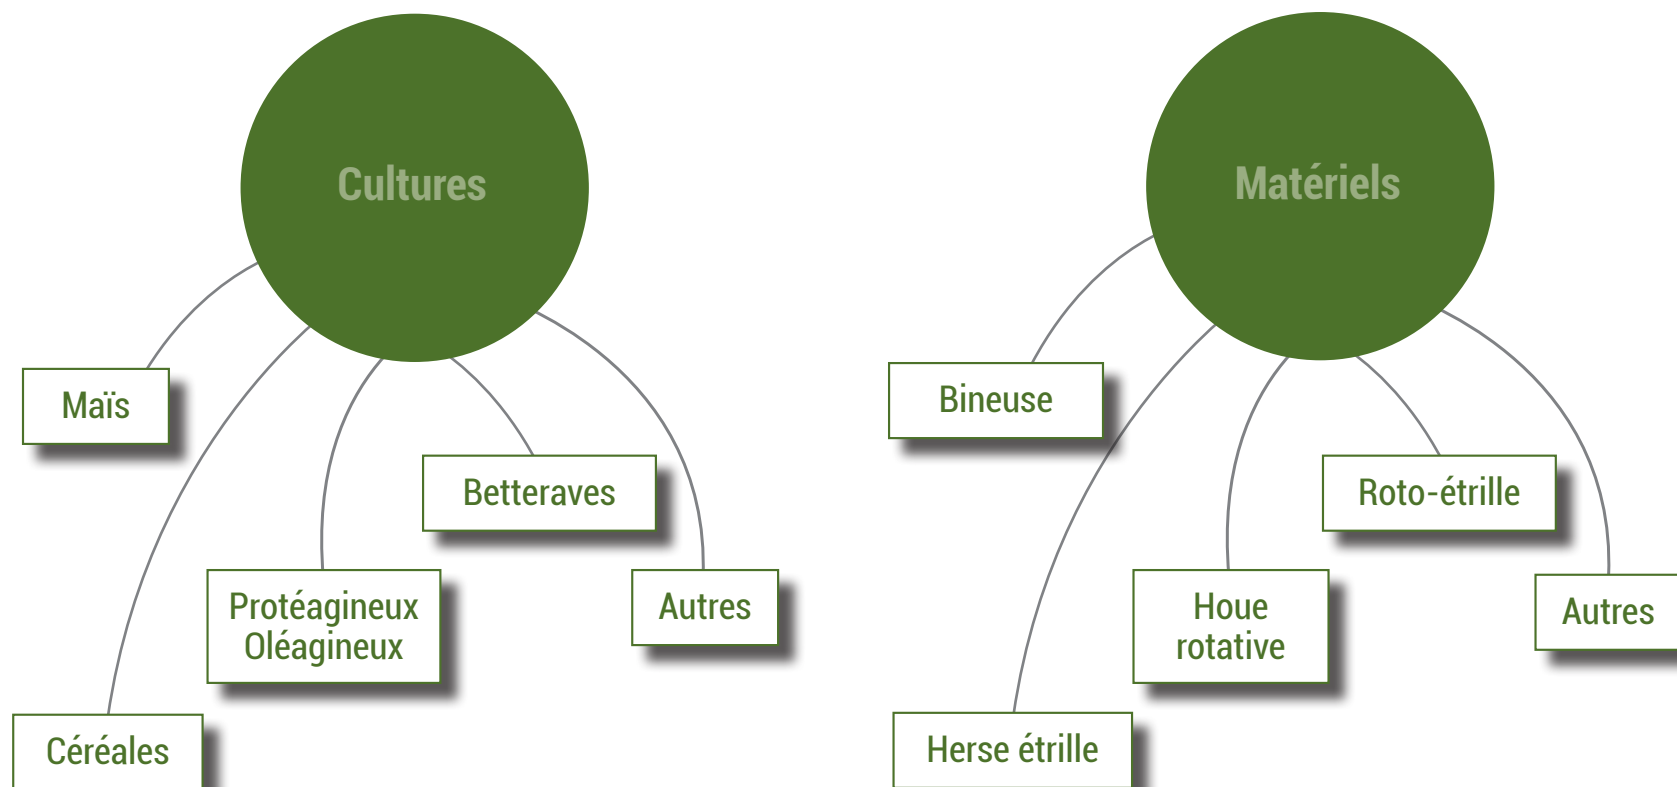 Cultures
Maïs
Betteraves
Protéagineux
Oléagineux
Autres
Céréales
Matériels
Bineuse
Roto-étrille
Houe
rotative
Autres
Herse étrille